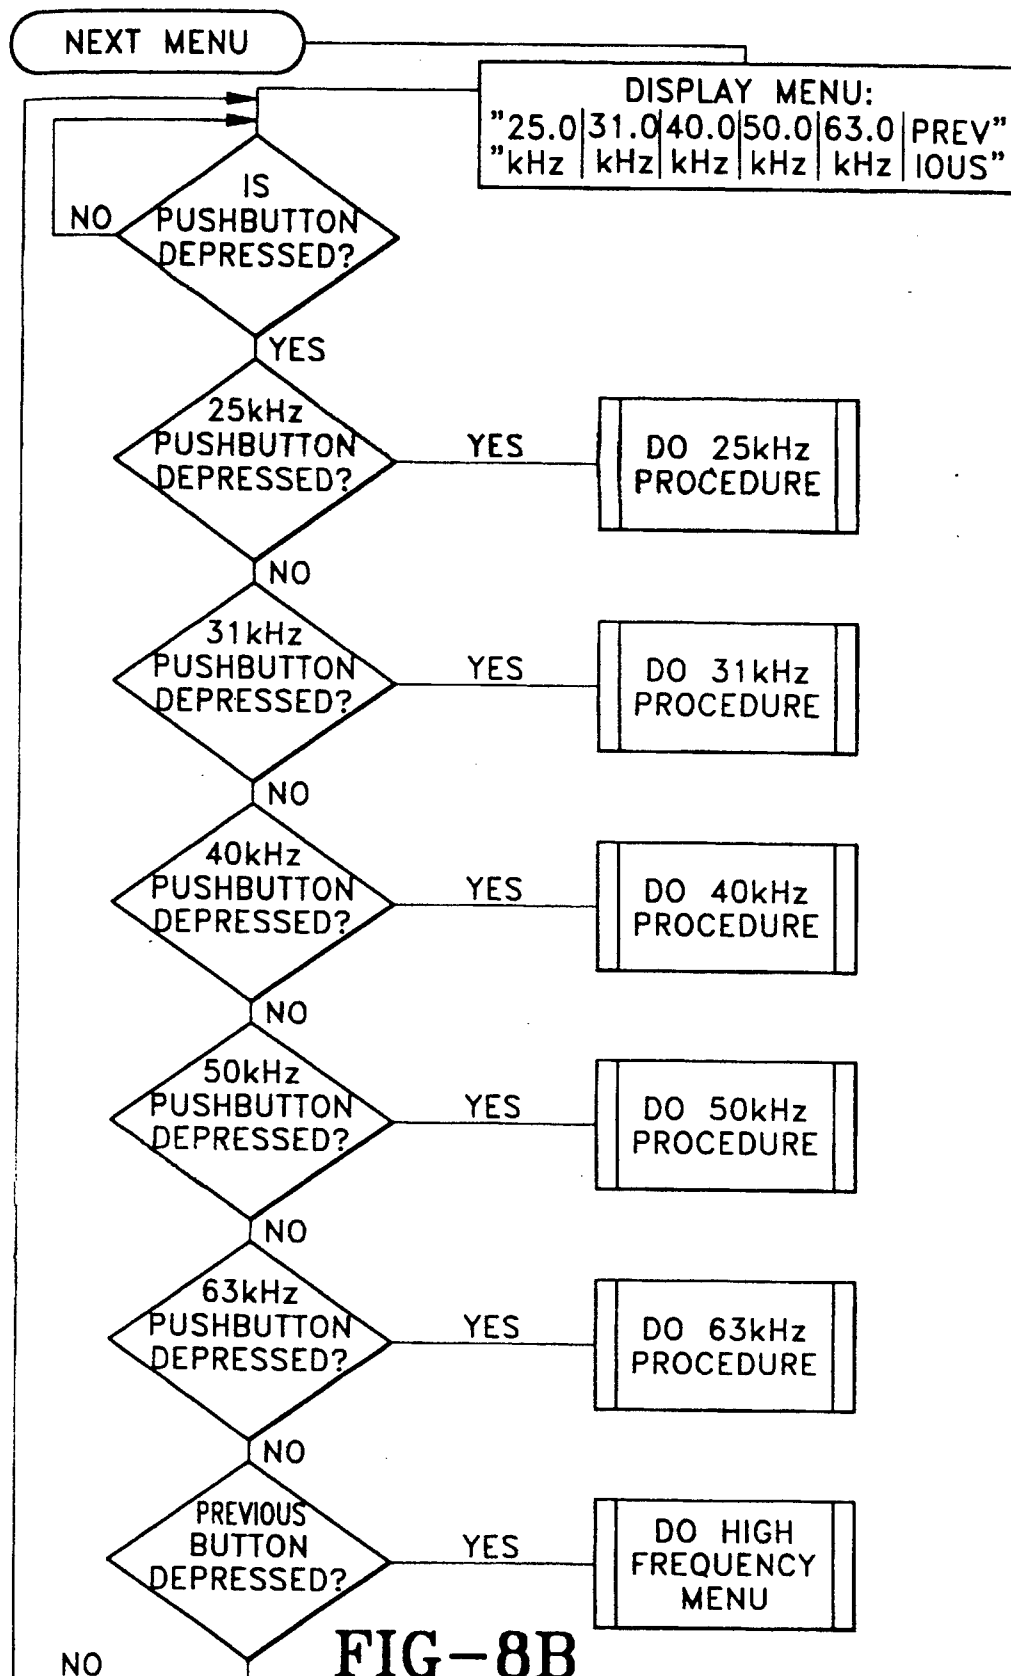 NEXT MENU
DISPLAY MENU:
"25.0|31.0|40.0|50.0|63.0|PREV"
"kHz|kHz|kHz|kHz|kHz|IOUS"
IS
PUSHBUTTON
DEPRESSED?
NO
YES
25kHz
PUSHBUTTON
DEPRESSED?
YES
DO 25kHz
PROCEDURE
NO
31kHz
PUSHBUTTON
DEPRESSED?
YES
DO 31kHz
PROCEDURE
NO
40kHz
PUSHBUTTON
DEPRESSED?
YES
DO 40kHz
PROCEDURE
NO
50kHz
PUSHBUTTON
DEPRESSED?
YES
DO 50kHz
PROCEDURE
NO
63kHz
PUSHBUTTON
DEPRESSED?
YES
DO 63kHz
PROCEDURE
NO
PREVIOUS
BUTTON
DEPRESSED?
YES
DO HIGH
FREQUENCY
MENU
NO
FIG-8B